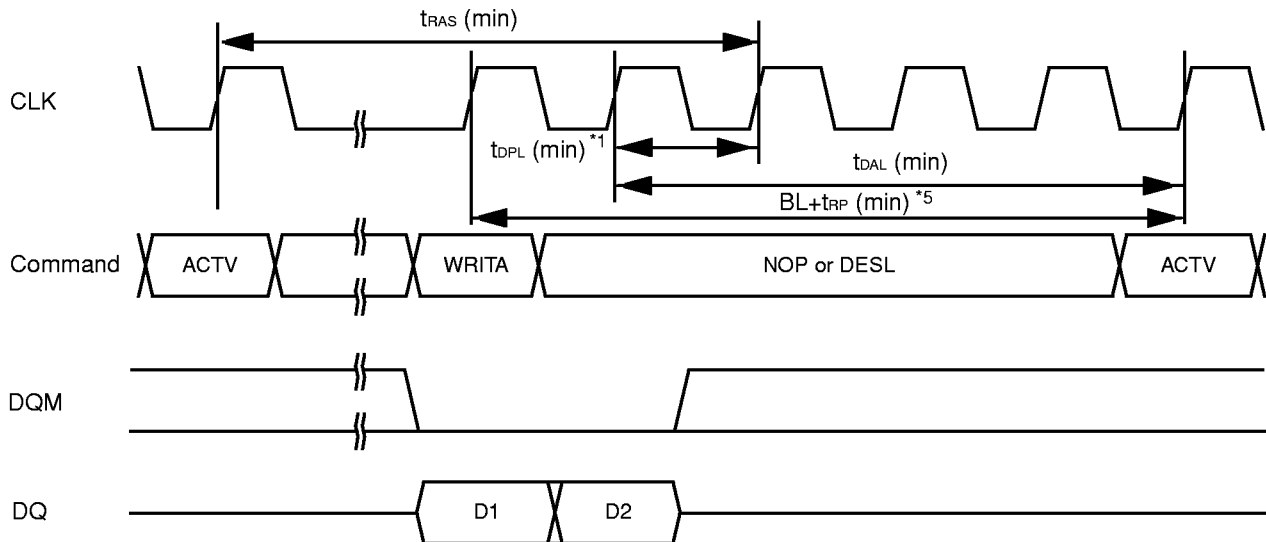 tRAS (min)
CLK
tDPL (min) *1
tDAL (min)
BL+tRP (min) *5
Command
ACTV
WRITA
NOP or DESL
ACTV
DQM
DQ
D1
D2